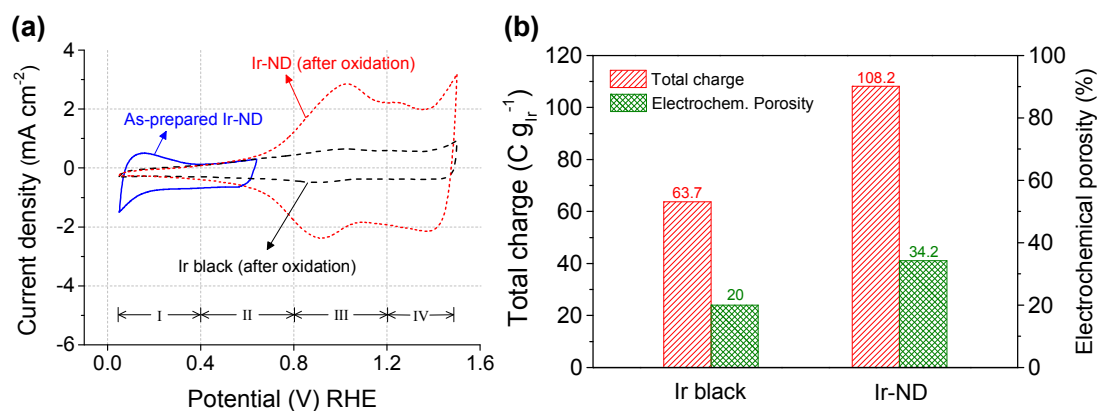 (a)
Current density (mA cm⁻²)
4
2
0
-2
-4
-6
Ir-ND (after oxidation)
As-prepared Ir-ND
Ir black (after oxidation)
I
II
III
IV
0.0
0.4
0.8
1.2
1.6
Potential (V) RHE
(b)
Total charge (C g_Ir⁻¹)
120
100
80
60
40
20
0
Total charge
Electrochem. Porosity
63.7
20
108.2
34.2
Ir black
Ir-ND
100
80
60
40
20
0
Electrochemical porosity (%)